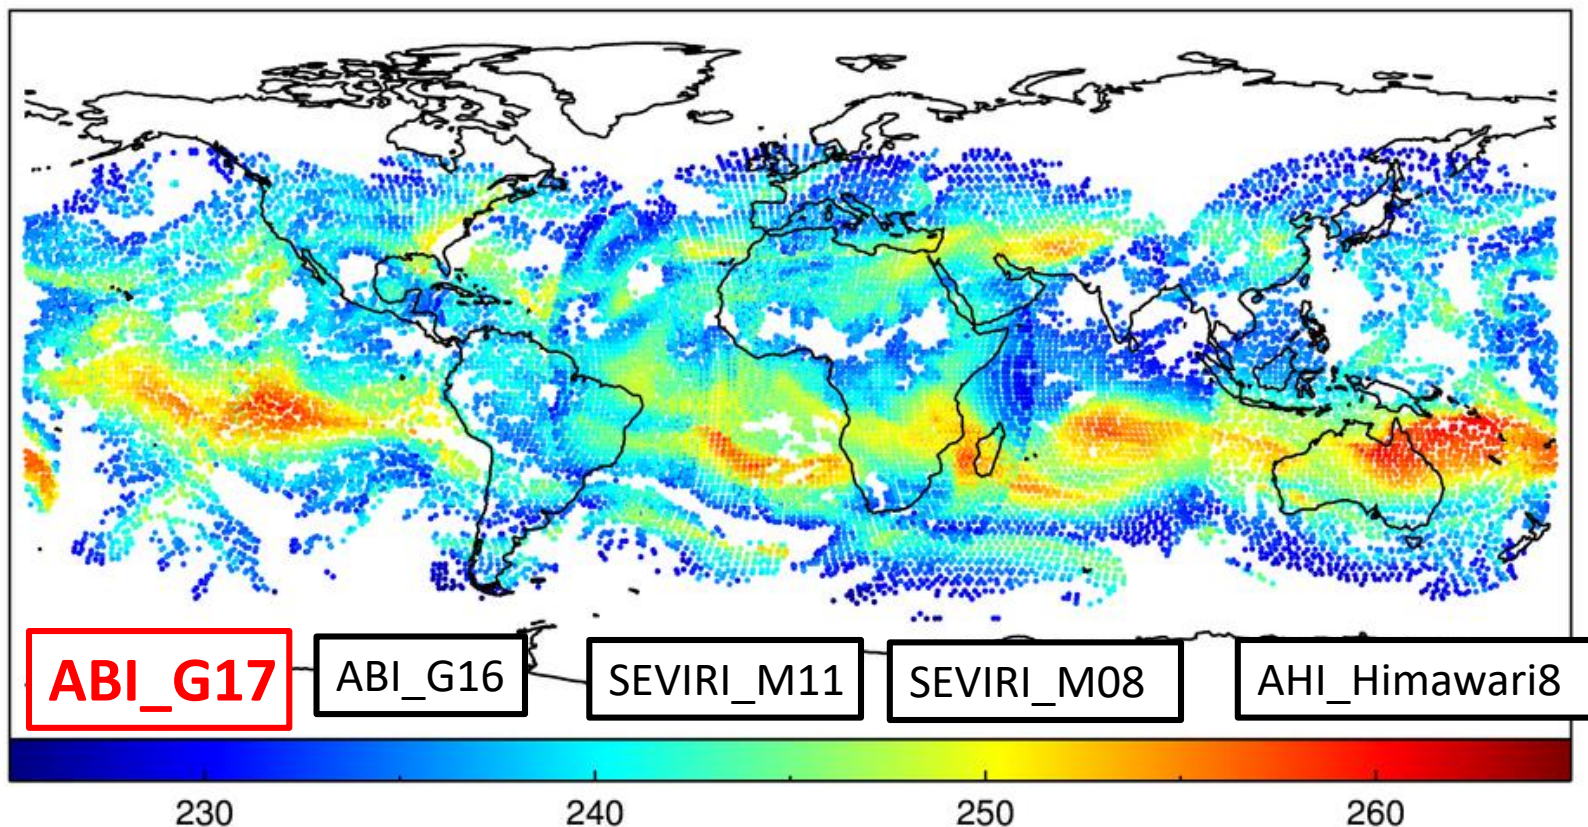 ABI_G17
ABI_G16
SEVIRI_M11
SEVIRI_M08
AHI_Himawari8
230
240
250
260